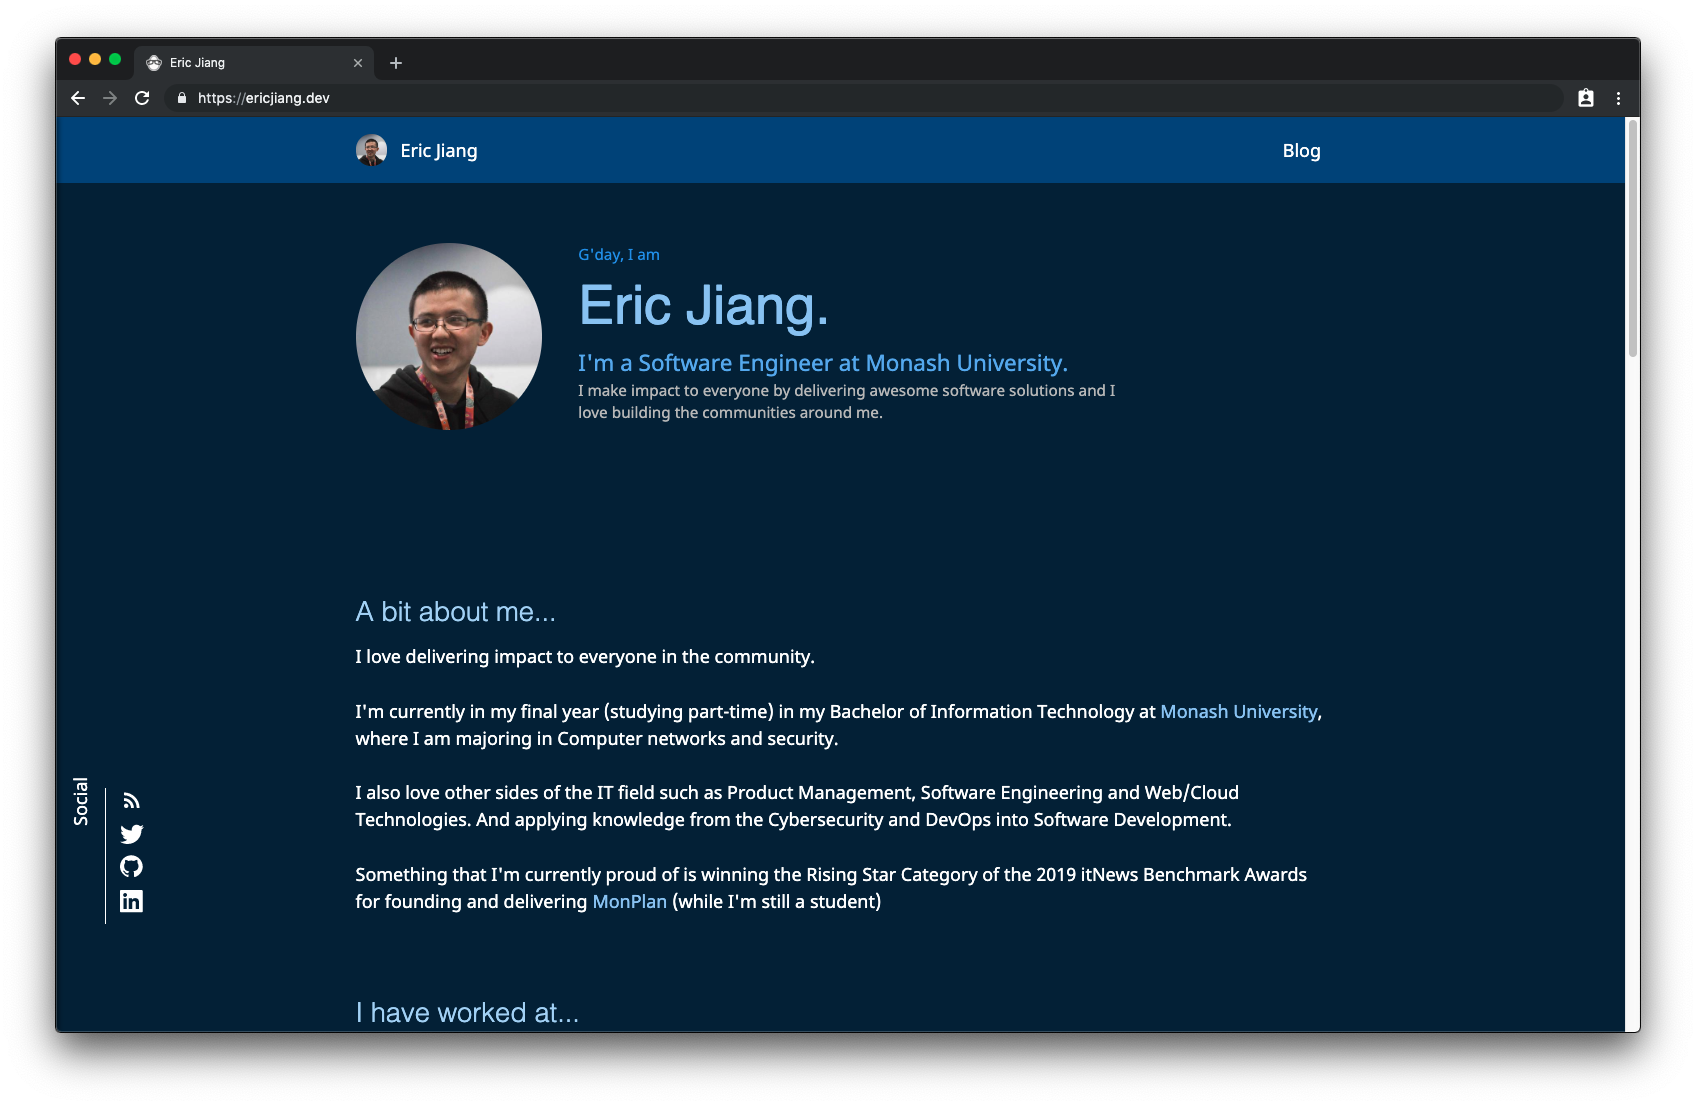 Eric Jiang
https://ericjiang.dev
Eric Jiang
Blog
G'day, I am
Eric Jiang.
I'm a Software Engineer at Monash University.
I make impact to everyone by delivering awesome software solutions and I
love building the communities around me.
A bit about me...
I love delivering impact to everyone in the community.
I'm currently in my final year (studying part-time) in my Bachelor of Information Technology at Monash University,
where I am majoring in Computer networks and security.
I also love other sides of the IT field such as Product Management, Software Engineering and Web/Cloud
Technologies. And applying knowledge from the Cybersecurity and DevOps into Software Development.
Something that I'm currently proud of is winning the Rising Star Category of the 2019 itNews Benchmark Awards
for founding and delivering MonPlan (while I'm still a student)
Social
in
I have worked at...